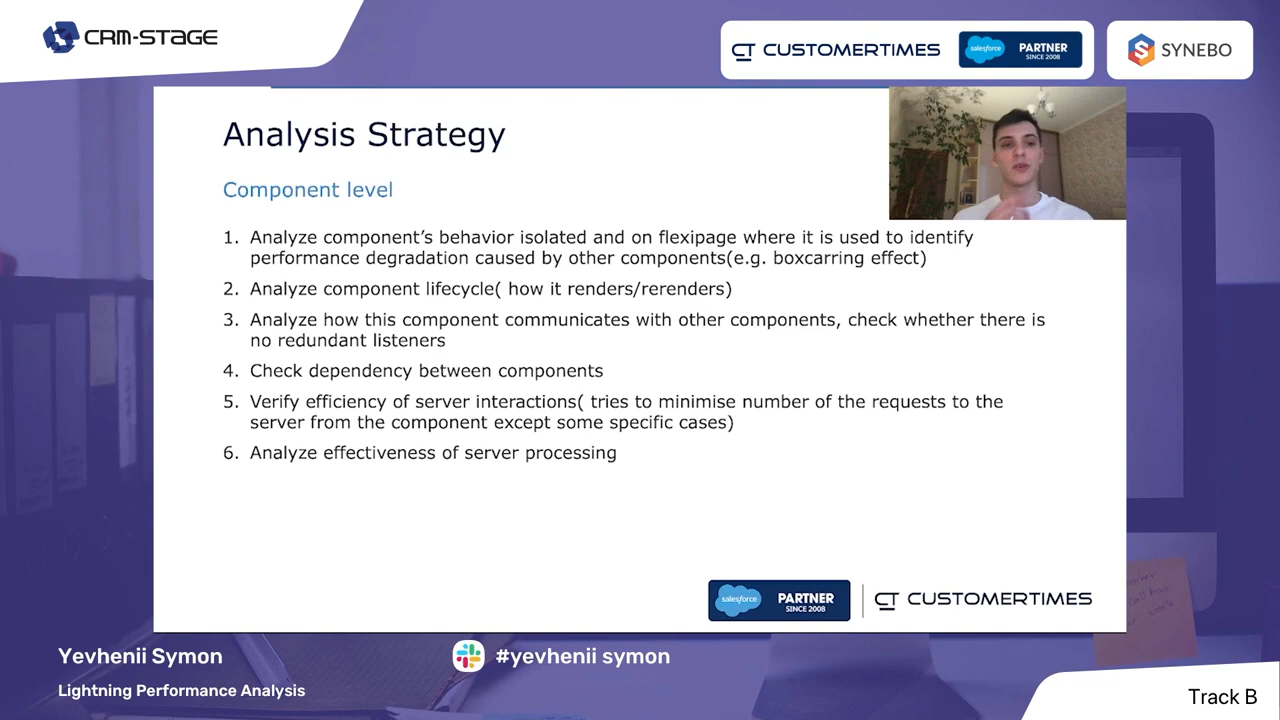 CRM-STAGE
CT CUSTOMERTIMES
salesforce
PARTNER
SINCE 2008
SYNEBO
Analysis Strategy
Component level
1. Analyze component’s behavior isolated and on flexipage where it is used to identify
performance degradation caused by other components(e.g. boxcarring effect)
2. Analyze component lifecycle( how it renders/rerenders)
3. Analyze how this component communicates with other components, check whether there is
no redundant listeners
4. Check dependency between components
5. Verify efficiency of server interactions( tries to minimise number of the requests to the
server from the component except some specific cases)
6. Analyze effectiveness of server processing
salesforce
PARTNER
SINCE 2008
CT CUSTOMERTIMES
Yevhenii Symon
#yevhenii symon
Lightning Performance Analysis
Track B